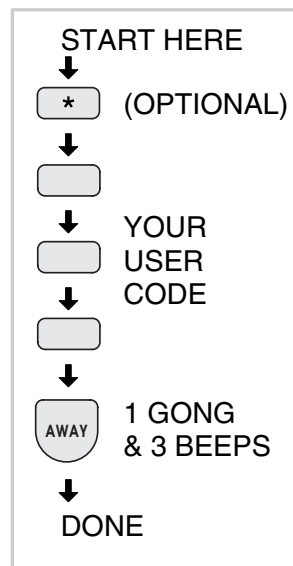 START HERE
* (OPTIONAL)
YOUR
USER
CODE
AWAY
1 GONG
& 3 BEEPS
DONE